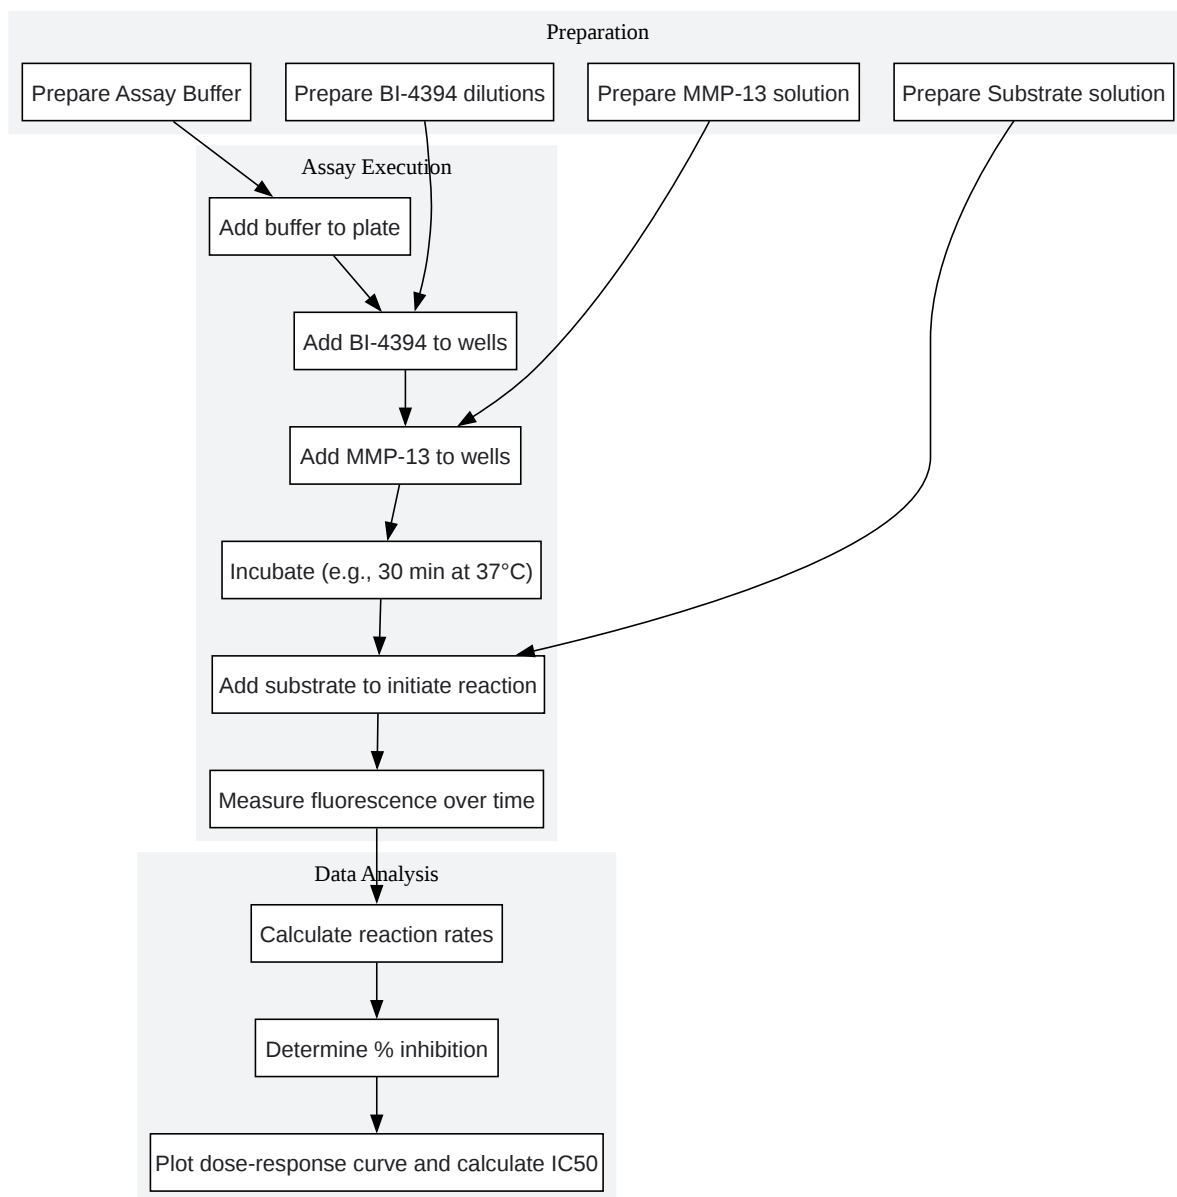 Preparation
Prepare Assay Buffer
Prepare BI-4394 dilutions
Prepare MMP-13 solution
Prepare Substrate solution
Assay Execution
Add buffer to plate
Add BI-4394 to wells
Add MMP-13 to wells
Incubate (e.g., 30 min at 37°C)
Add substrate to initiate reaction
Measure fluorescence over time
Data Analysis
Calculate reaction rates
Determine % inhibition
Plot dose-response curve and calculate IC50